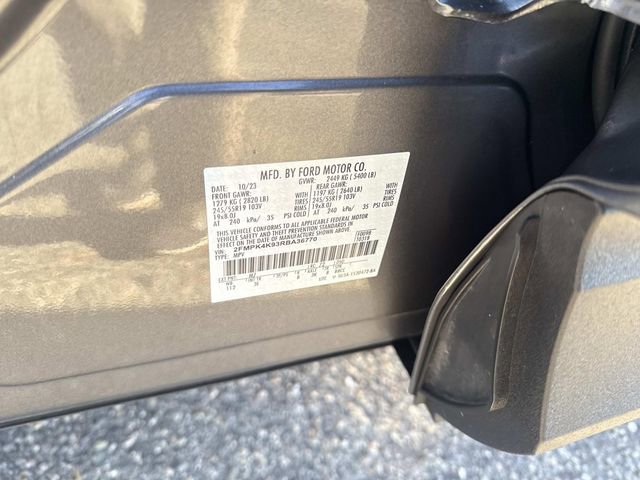 MFD. BY FORD MOTOR CO.
DATE: 10/23 GVWR: 2449 KG ( 5400 LB)
FRONT GAWR: REAR GAWR:
1279 KG ( 2820 LB) WITH 1197 KG ( 2640 LB) WITH
245/55R19 103V TIRES 245/55R19 103V TIRES
19x8.0J RIMS 19x8.0J RIMS
AT 240 kPa/ 35 PSI COLD AT 240 kPa/ 35 PSI COLD
THIS VEHICLE CONFORMS TO ALL APPLICABLE FEDERAL MOTOR
VEHICLE SAFETY AND THEFT PREVENTION STANDARDS IN
EFFECT ON THE DATE OF MANUFACTURE SHOWN ABOVE.
2FMPK4K93RBA36770
TYPE: MPV
EXT PNT